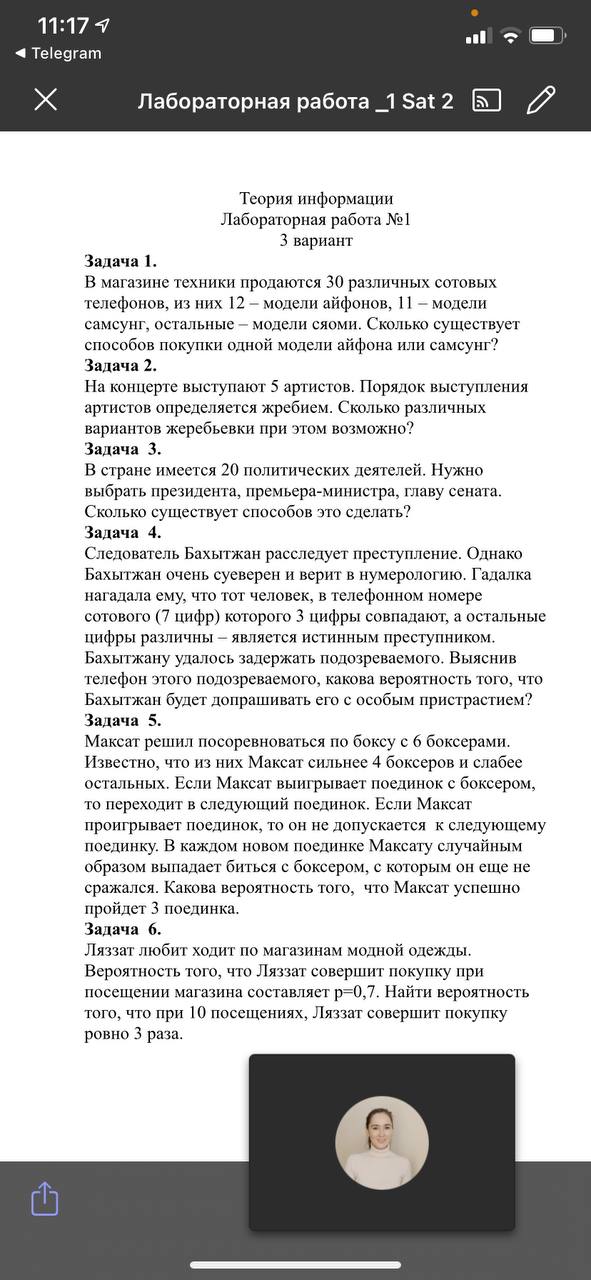 11:17
◀ Telegram
Лабораторная работа _1 Sat 2
Теория информации
Лабораторная работа №1
3 вариант
Задача 1.
В магазине техники продаются 30 различных сотовых
телефонов, из них 12 – модели айфонов, 11 – модели
самсунг, остальные – модели сяоми. Сколько существует
способов покупки одной модели айфона или самсунг?
Задача 2.
На концерте выступают 5 артистов. Порядок выступления
артистов определяется жребием. Сколько различных
вариантов жеребьевки при этом возможно?
Задача 3.
В стране имеется 20 политических деятелей. Нужно
выбрать президента, премьера-министра, главу сената.
Сколько существует способов это сделать?
Задача 4.
Следователь Бахытжан расследует преступление. Однако
Бахытжан очень суеверен и верит в нумерологию. Гадалка
нагадала ему, что тот человек, в телефонном номере
сотового (7 цифр) которого 3 цифры совпадают, а остальные
цифры различны – является истинным преступником.
Бахытжану удалось задержать подозреваемого. Выяснив
телефон этого подозреваемого, какова вероятность того, что
Бахытжан будет допрашивать его с особым пристрастием?
Задача 5.
Максат решил посоревноваться по боксу с 6 боксерами.
Известно, что из них Максат сильнее 4 боксеров и слабее
остальных. Если Максат выигрывает поединок с боксером,
то переходит в следующий поединок. Если Максат
проигрывает поединок, то он не допускается к следующему
поединку. В каждом новом поединке Максату случайным
образом выпадает биться с боксером, с которым он еще не
сражался. Какова вероятность того, что Максат успешно
пройдет 3 поединка.
Задача 6.
Ляззат любит ходит по магазинам модной одежды.
Вероятность того, что Ляззат совершит покупку при
посещении магазина составляет р=0,7. Найти вероятность
того, что при 10 посещениях, Ляззат совершит покупку
ровно 3 раза.